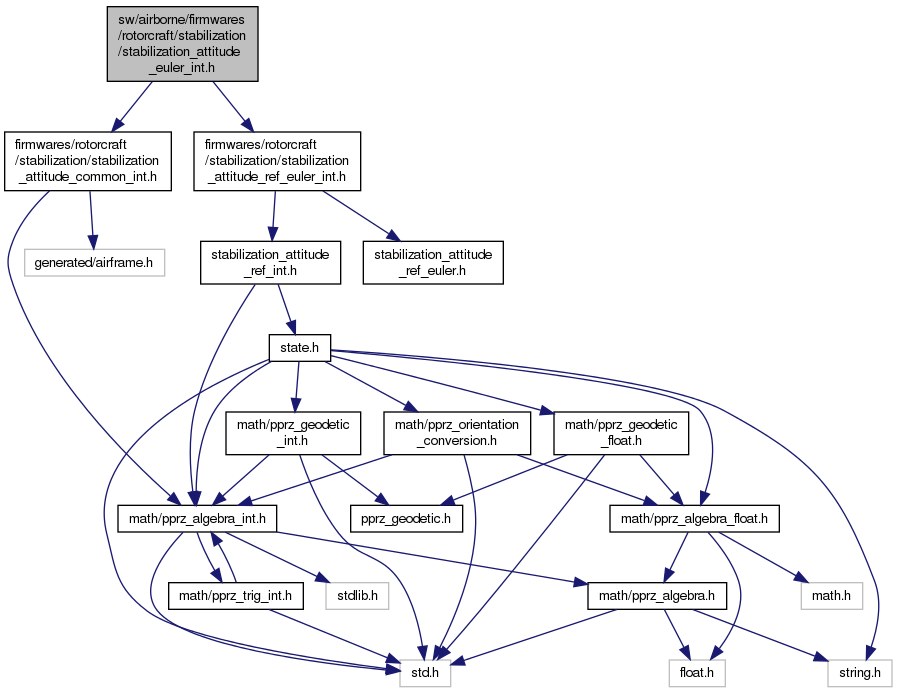 sw/airborne/firmwares
/rotorcraft/stabilization
/stabilization_attitude
_euler_int.h
firmwares/rotorcraft
/stabilization/stabilization
_attitude_common_int.h
firmwares/rotorcraft
/stabilization/stabilization
_attitude_ref_euler_int.h
generated/airframe.h
stabilization_attitude
_ref_int.h
stabilization_attitude
_ref_euler.h
state.h
math/pprz_geodetic
_int.h
math/pprz_orientation
_conversion.h
math/pprz_geodetic
_float.h
math/pprz_algebra_int.h
pprz_geodetic.h
math/pprz_algebra_float.h
math/pprz_trig_int.h
stdlib.h
math/pprz_algebra.h
math.h
std.h
float.h
string.h